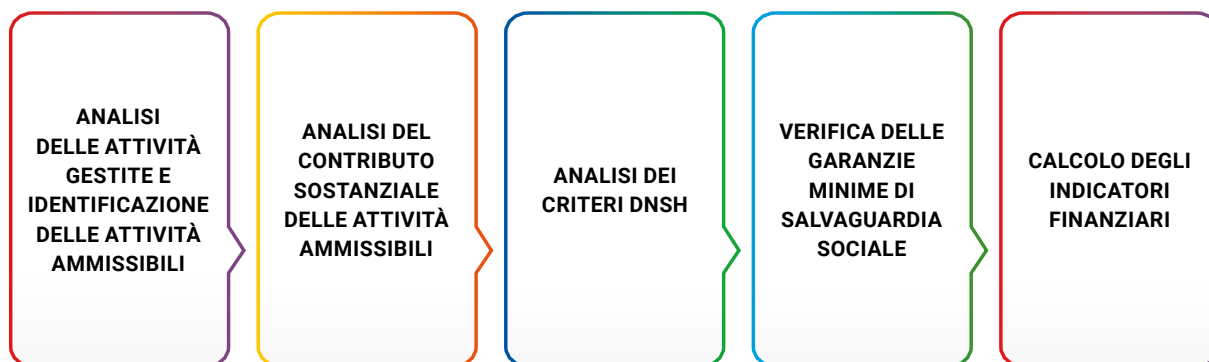 ANALISI
DELLE ATTIVITÀ
GESTITE E
IDENTIFICAZIONE
DELLE ATTIVITÀ
AMMISSIBILI
ANALISI DEL
CONTRIBUTO
SOSTANZIALE
DELLE ATTIVITÀ
AMMISSIBILI
ANALISI DEI
CRITERI DNSH
VERIFICA DELLE
GARANZIE
MINIME DI
SALVAGUARDIA
SOCIALE
CALCOLO DEGLI
INDICATORI
FINANZIARI